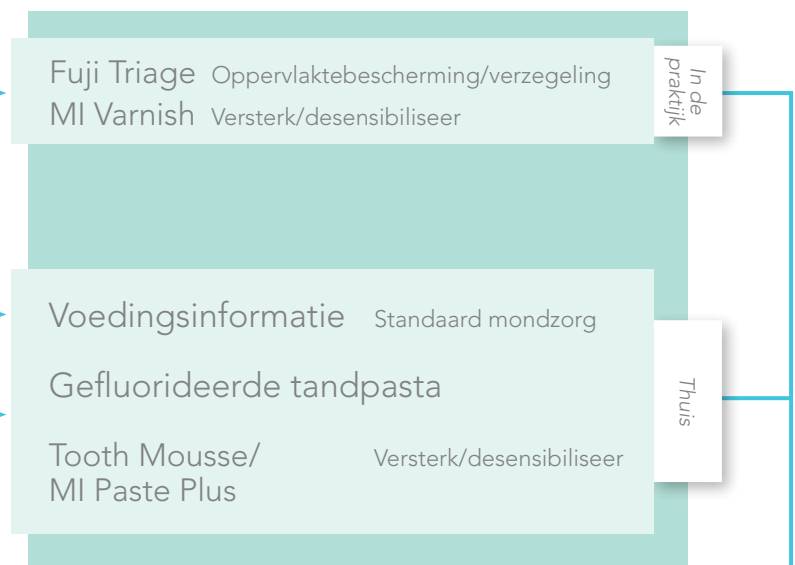 Fuji Triage Oppervlaktebescherming/verzegeling
MI Varnish Versterk/desensibiliseer
In de
praktijk
Voedingsinformatie Standaard mondzorg
Gefluorideerde tandpasta
Tooth Mousse/ Versterk/desensibiliseer
MI Paste Plus
Thuis